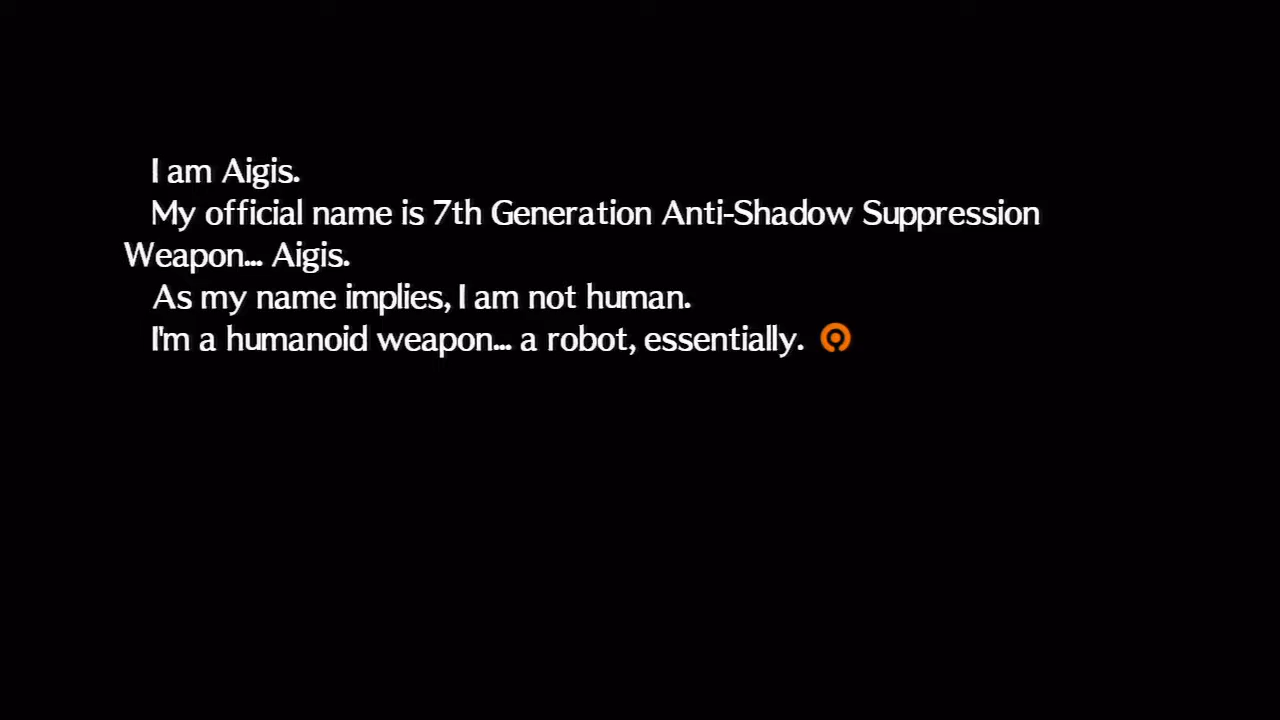 I am Aigis.
My official name is 7th Generation Anti-Shadow Suppression
Weapon... Aigis.
As my name implies, I am not human.
I'm a humanoid weapon... a robot, essentially.